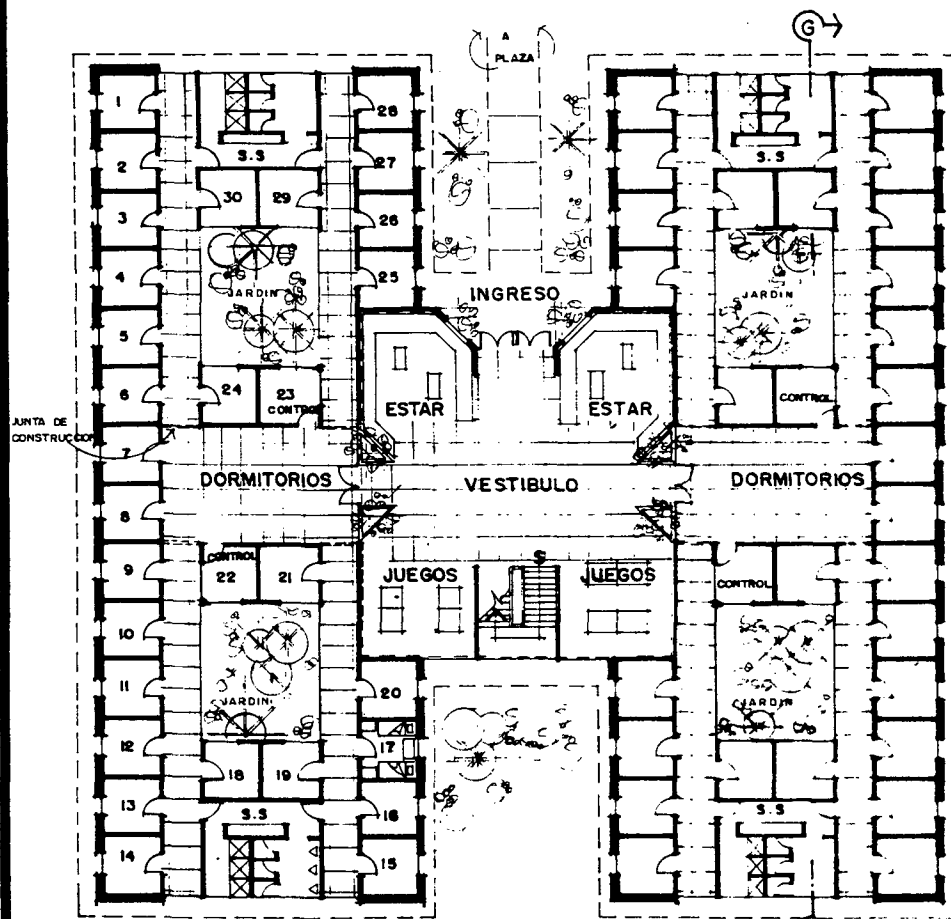 G
A
PLAZA
1
28
2
S.S
27
S.S
3
30
29
26
4
25
JARDIN
JARDIN
INGRESO
5
6
24
23
CONTROL
ESTAR
ESTAR
CONTROL
JUNTA DE
CONSTRUCCION
7
DORMITORIOS
VESTIBULO
DORMITORIOS
8
CONTROL
9
22
21
JUEGOS
S
JUEGOS
CONTROL
10
11
JARDIN
20
JARDIN
12
17
18
19
13
S.S
16
S.S
14
15